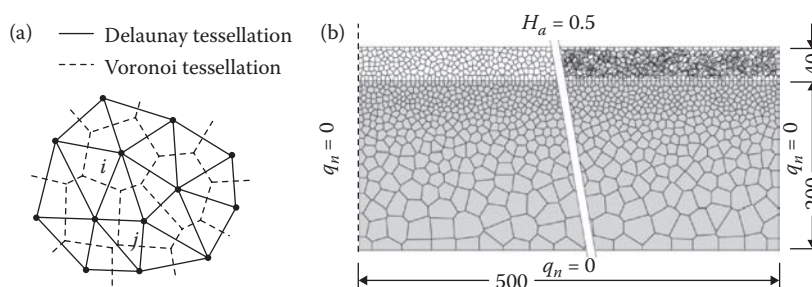 (a)
Delaunay tessellation
Voronoi tessellation
i
j
(b)
H_a = 0.5
q_n = 0
q_n = 0
40
200
q_n = 0
500